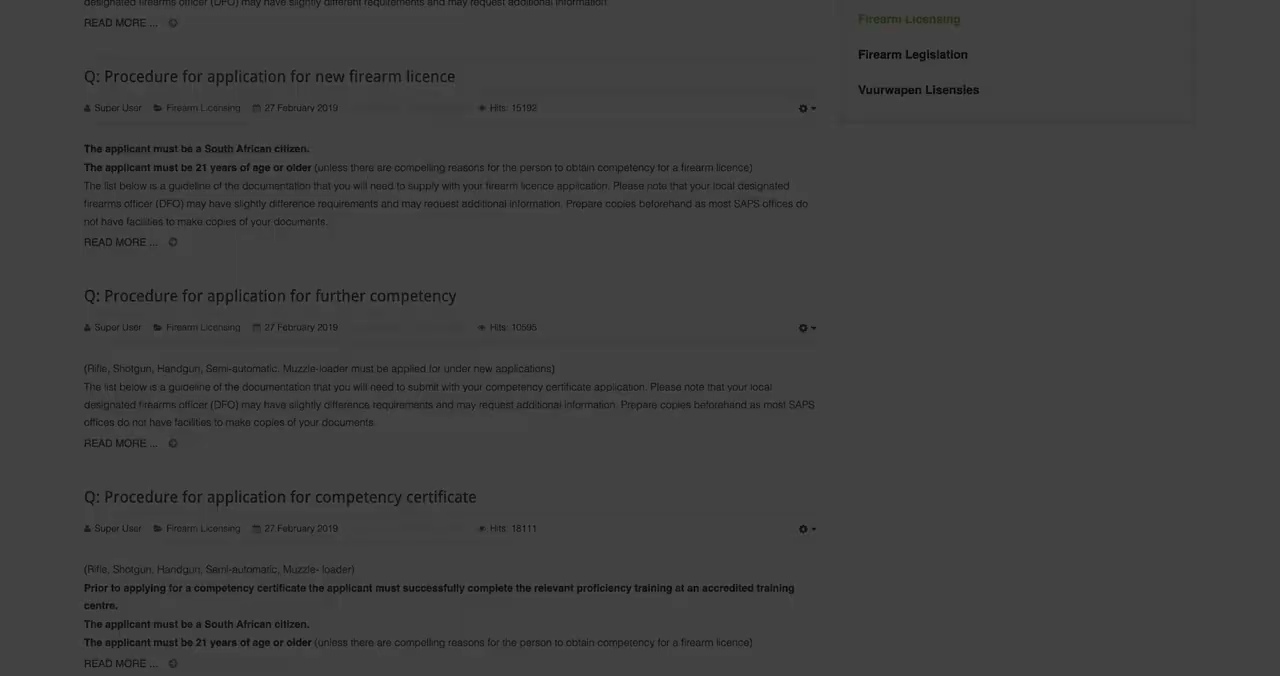 designated firearms officer (DFO) may have slightly different requirements and may request additional information
READ MORE ...
Q: Procedure for application for new firearm licence
Super User Firearm Licensing 27 February 2019 Hits: 15192
The applicant must be a South African citizen.
The applicant must be 21 years of age or older (unless there are compelling reasons for the person to obtain competency for a firearm licence)
The list below is a guideline of the documentation that you will need to supply with your firearm licence application. Please note that your local designated
firearms officer (DFO) may have slightly difference requirements and may request additional information. Prepare copies beforehand as most SAPS offices do
not have facilities to make copies of your documents.
READ MORE ...
Q: Procedure for application for further competency
Super User Firearm Licensing 27 February 2019 Hits: 10595
(Rifle, Shotgun, Handgun, Semi-automatic. Muzzle-loader must be applied for under new applications)
The list below is a guideline of the documentation that you will need to submit with your competency certificate application. Please note that your local
designated firearms officer (DFO) may have slightly difference requirements and may request additional information. Prepare copies beforehand as most SAPS
offices do not have facilities to make copies of your documents
READ MORE ...
Q: Procedure for application for competency certificate
Super User Firearm Licensing 27 February 2019 Hits: 18111
(Rifle, Shotgun, Handgun, Semi-automatic, Muzzle- loader)
Prior to applying for a competency certificate the applicant must successfully complete the relevant proficiency training at an accredited training
centre.
The applicant must be a South African citizen.
The applicant must be 21 years of age or older (unless there are compelling reasons for the person to obtain competency for a firearm licence)
READ MORE ...
Firearm Licensing
Firearm Legislation
Vuurwapen Lisensies